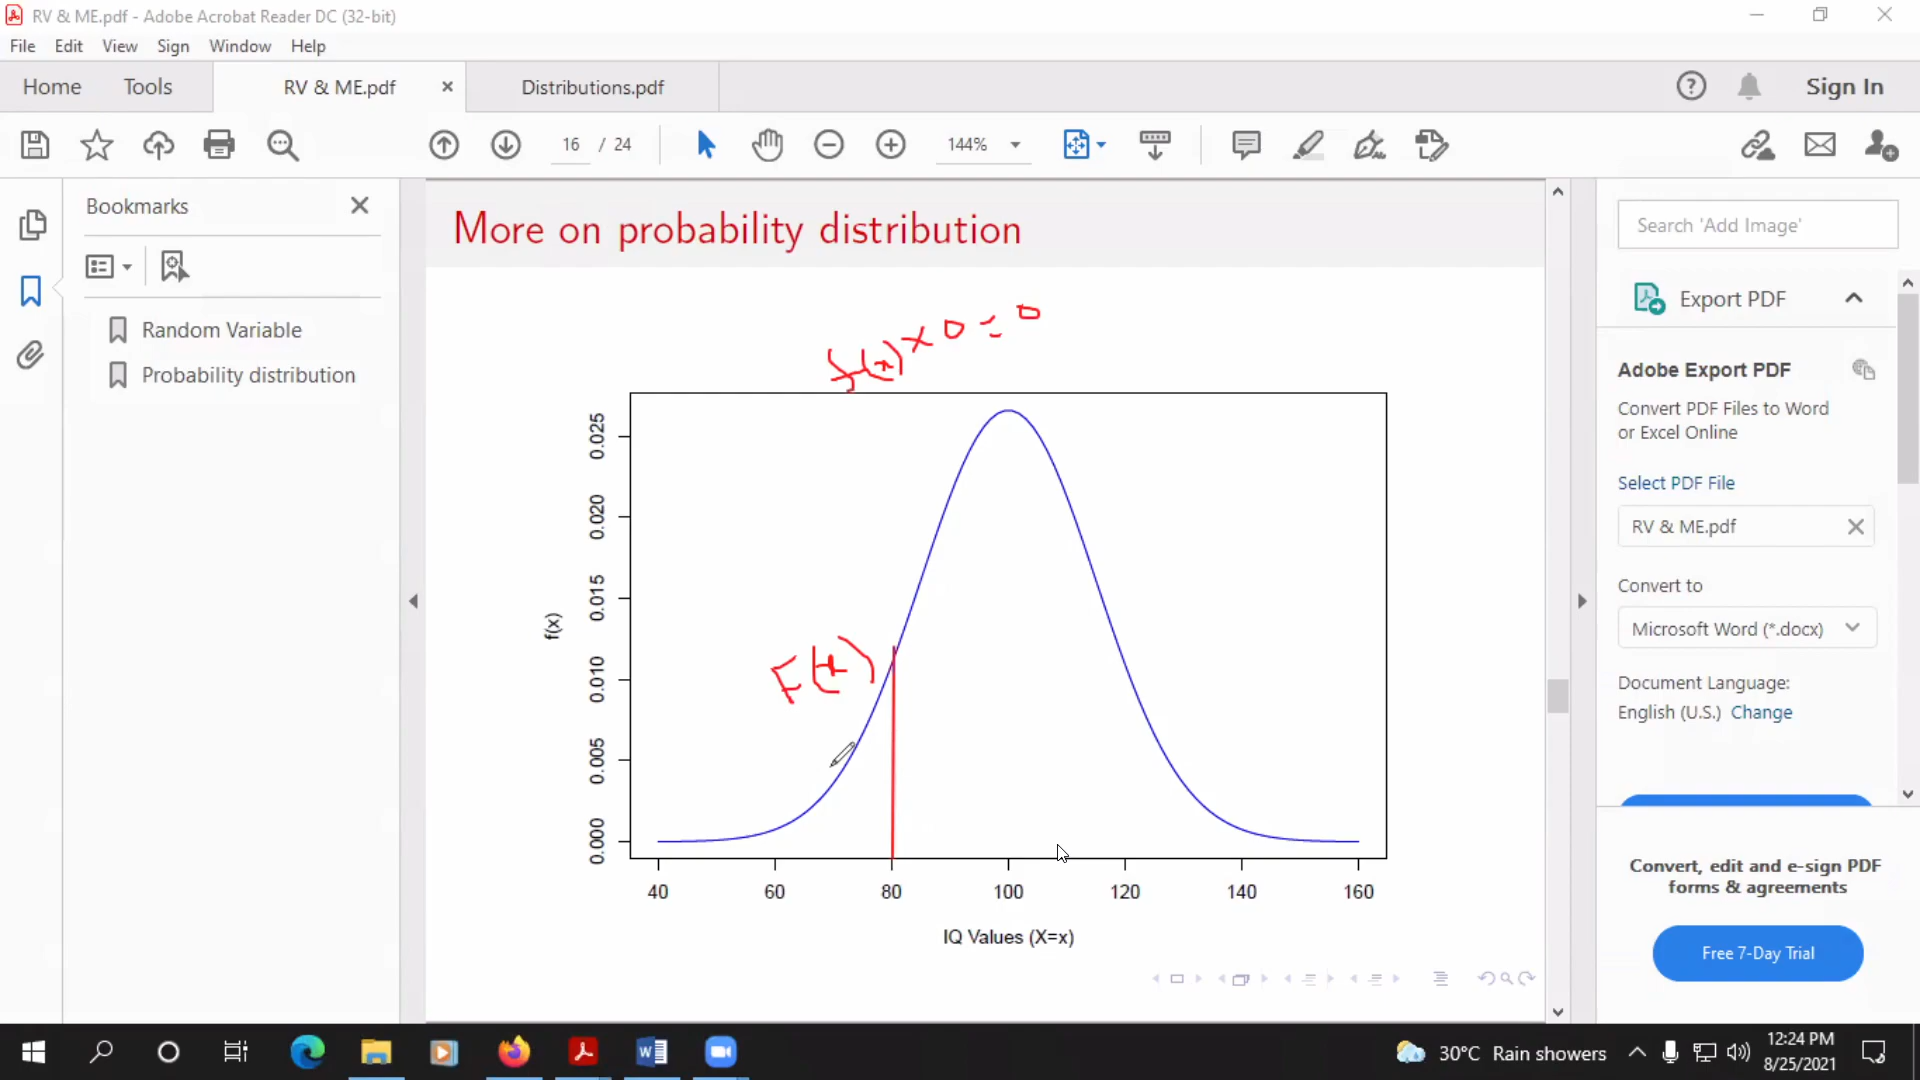 RV & ME.pdf - Adobe Acrobat Reader DC (32-bit)
File Edit View Sign Window Help
Home Tools RV & ME.pdf Distributions.pdf Sign In
16 / 24 144%
Bookmarks
Random Variable
Probability distribution
More on probability distribution
f(x) x 0 = 0
F(x)
f(x)
0.025
0.020
0.015
0.010
0.005
0.000
40 60 80 100 120 140 160
IQ Values (X=x)
Search 'Add Image'
Export PDF
Adobe Export PDF
Convert PDF Files to Word
or Excel Online
Select PDF File
RV & ME.pdf
Convert to
Microsoft Word (*.docx)
Document Language:
English (U.S.) Change
Convert, edit and e-sign PDF
forms & agreements
Free 7-Day Trial
30°C Rain showers
12:24 PM
8/25/2021